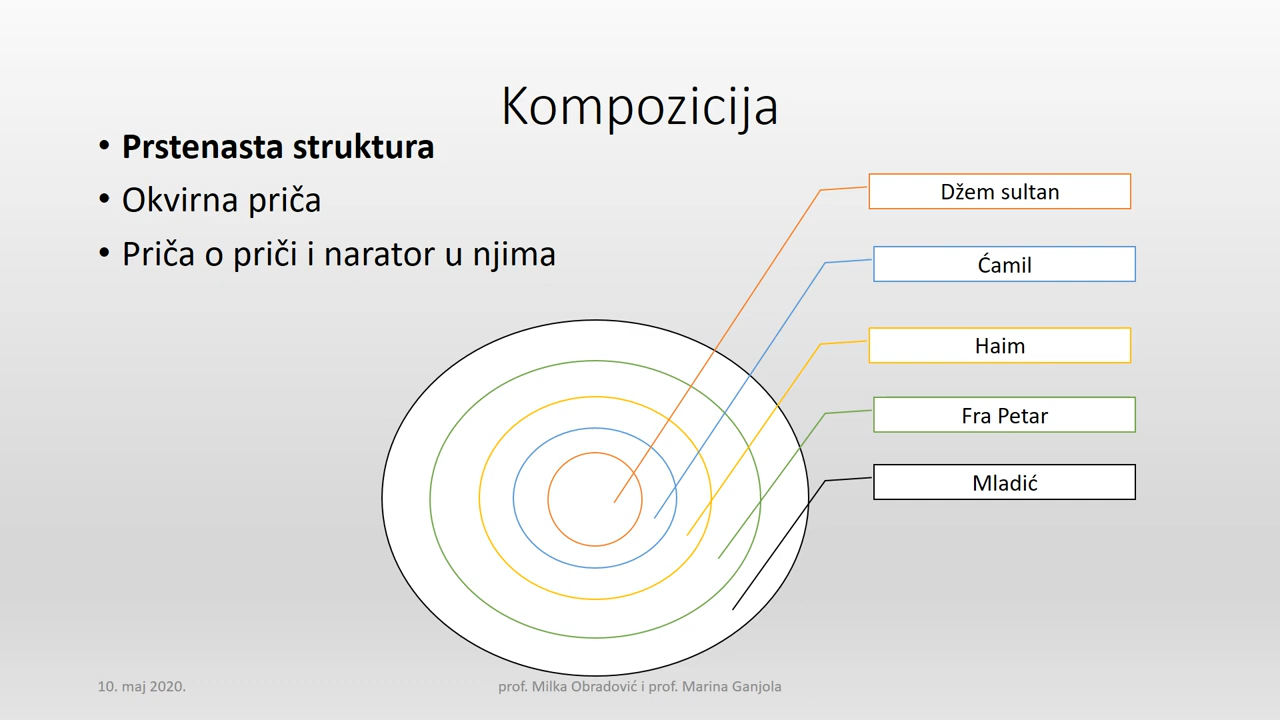 Kompozicija
• Prstenasta struktura
• Okvirna priča
• Priča o priči i narator u njima
Džem sultan
Ćamil
Haim
Fra Petar
Mladić
10. maj 2020.
prof. Milka Obradović i prof. Marina Ganjola